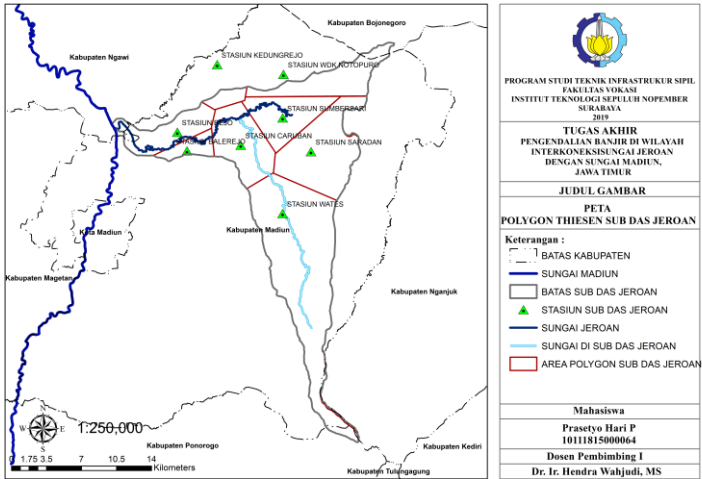 Kabupaten Bojonegoro
Kabupaten Ngawi
STASIUN KEDUNGREJO
STASIUN WDK NOTOPURO
STASIUN SUMBERSARI
STASIUN CARUBAN
STASIUN SARADAN
STASIUN WATES
Kabupaten Madiun
Kota Madiun
Kabupaten Magetan
Kabupaten Nganjuk
Kabupaten Ponorogo
Kabupaten Kediri
Kabupaten Tulungagung
N
W
E
S
1:250,000
0 1.75 3.5 7 10.5 14
Kilometers
PROGRAM STUDI TEKNIK INFRASTRUKUR SIPIL
FAKULTAS VOKASI
INSTITUT TEKNOLOGI SEPULUH NOPEMBER
SURABAYA
2019
TUGAS AKHIR
PENGENDALIAN BANJIR DI WILAYAH
INTERKONEKSISUNGAI JEROAN
DENGAN SUNGAI MADIUN,
JAWA TIMUR
JUDUL GAMBAR
PETA
POLYGON THIESEN SUB DAS JEROAN
Keterangan :
BATAS KABUPATEN
SUNGAI MADIUN
BATAS SUB DAS JEROAN
STASIUN SUB DAS JEROAN
SUNGAI JEROAN
SUNGAI DI SUB DAS JEROAN
AREA POLYGON SUB DAS JEROAN
Mahasiswa
Prasetyo Hari P
10111815000064
Dosen Pembimbing I
Dr. Ir. Hendra Wahjudi, MS